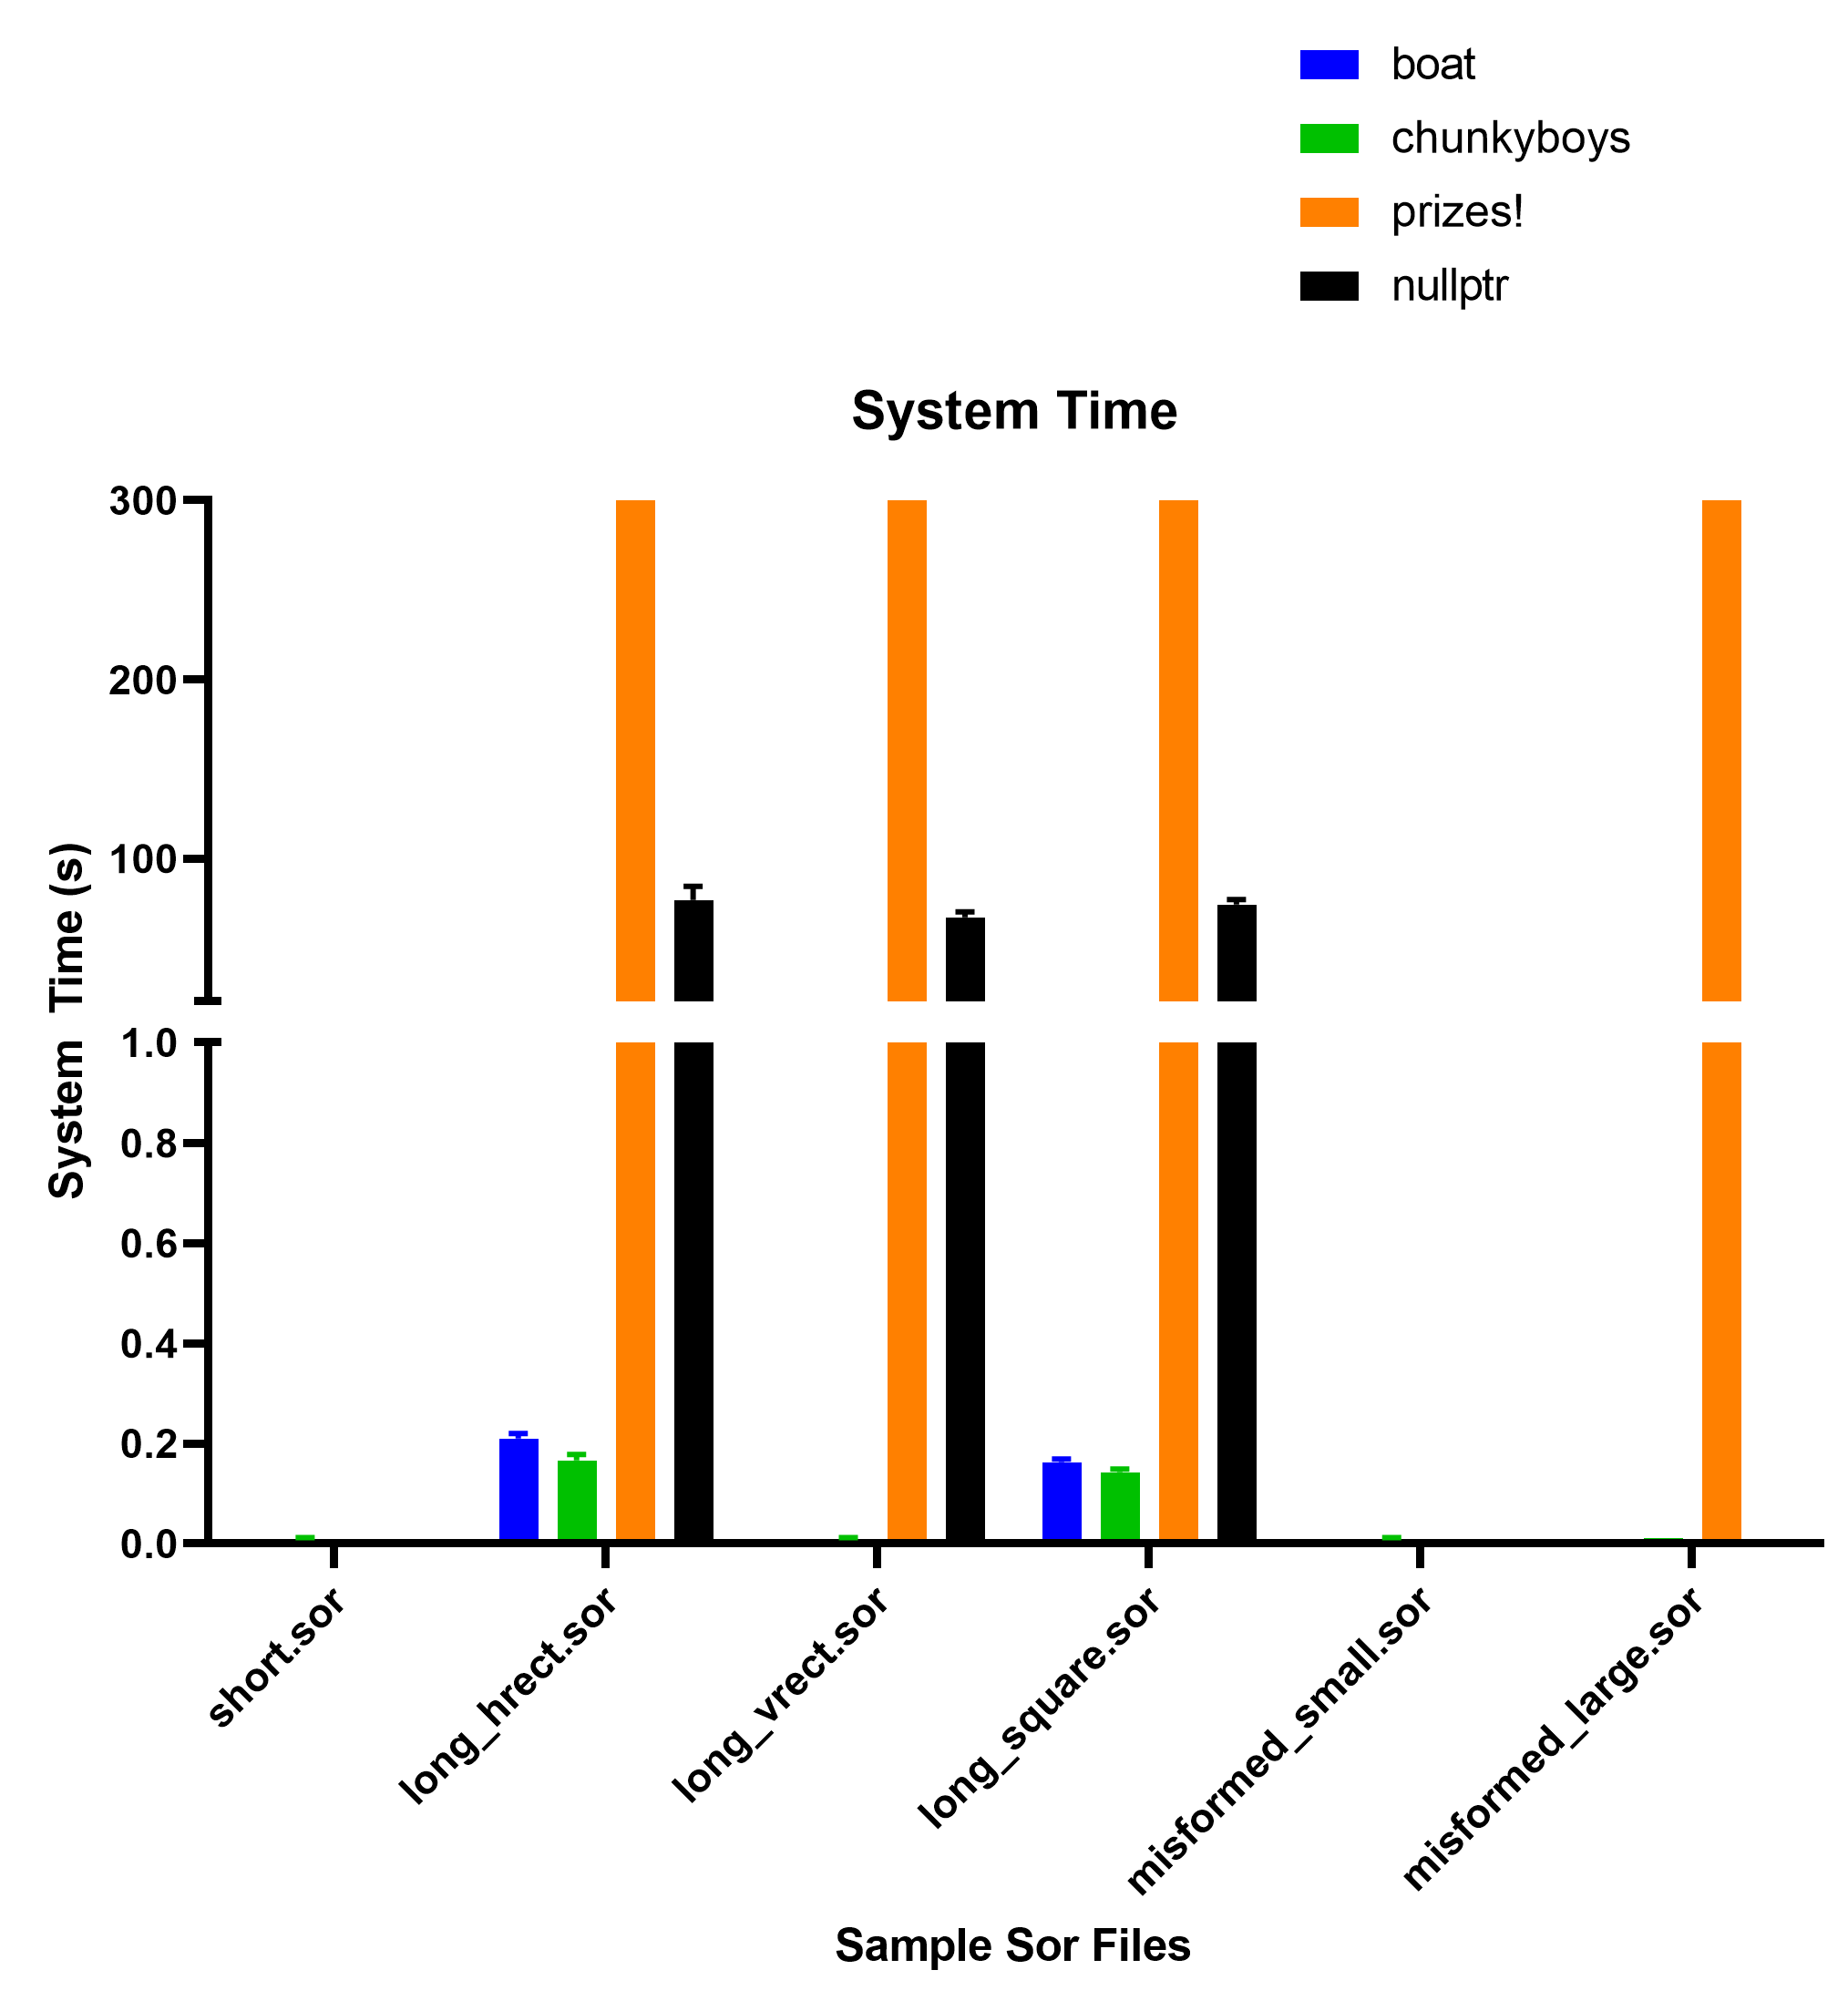 boat
chunkyboys
prizes!
nullptr
System Time
300
200
100
1.0
0.8
0.6
0.4
0.2
0.0
System Time (s)
short.sor
long_hrect.sor
long_vrect.sor
long_square.sor
misformed_small.sor
misformed_large.sor
Sample Sor Files